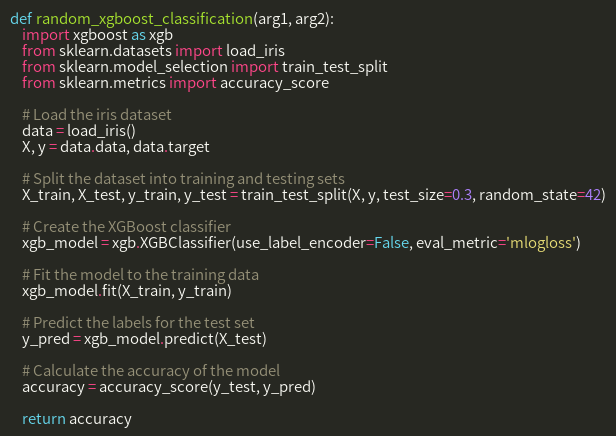 def random_xgboost_classification(arg1, arg2):
    import xgboost as xgb
    from sklearn.datasets import load_iris
    from sklearn.model_selection import train_test_split
    from sklearn.metrics import accuracy_score

    # Load the iris dataset
    data = load_iris()
    X, y = data.data, data.target

    # Split the dataset into training and testing sets
    X_train, X_test, y_train, y_test = train_test_split(X, y, test_size=0.3, random_state=42)

    # Create the XGBoost classifier
    xgb_model = xgb.XGBClassifier(use_label_encoder=False, eval_metric='mlogloss')

    # Fit the model to the training data
    xgb_model.fit(X_train, y_train)

    # Predict the labels for the test set
    y_pred = xgb_model.predict(X_test)

    # Calculate the accuracy of the model
    accuracy = accuracy_score(y_test, y_pred)

    return accuracy